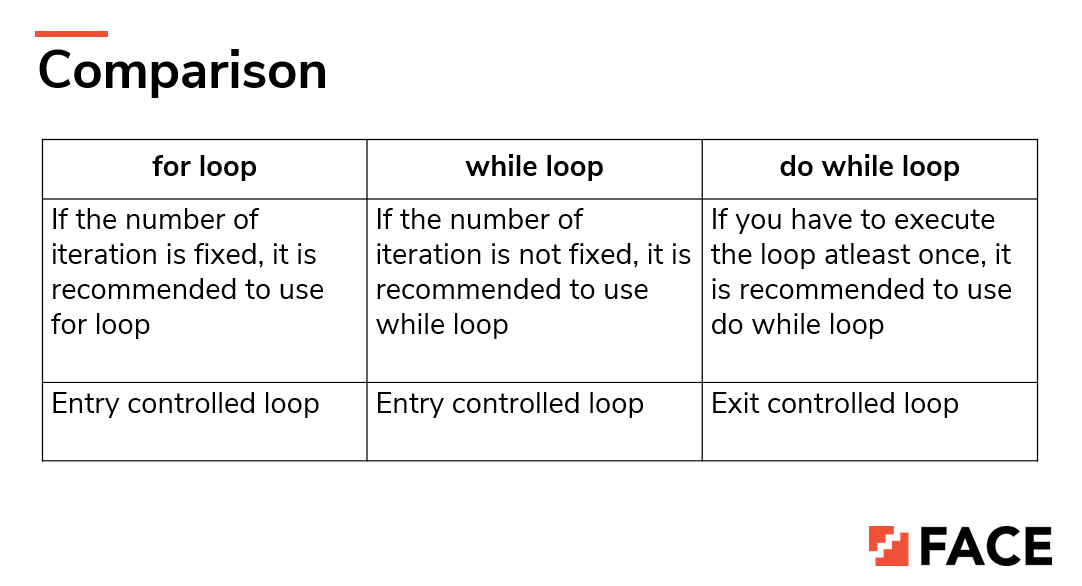 Comparison
for loop
while loop
do while loop
If the number of
iteration is fixed, it is
recommended to use
for loop
If the number of
iteration is not fixed, it is
recommended to use
while loop
If you have to execute
the loop atleast once, it
is recommended to use
do while loop
Entry controlled loop
Entry controlled loop
Exit controlled loop
FACE